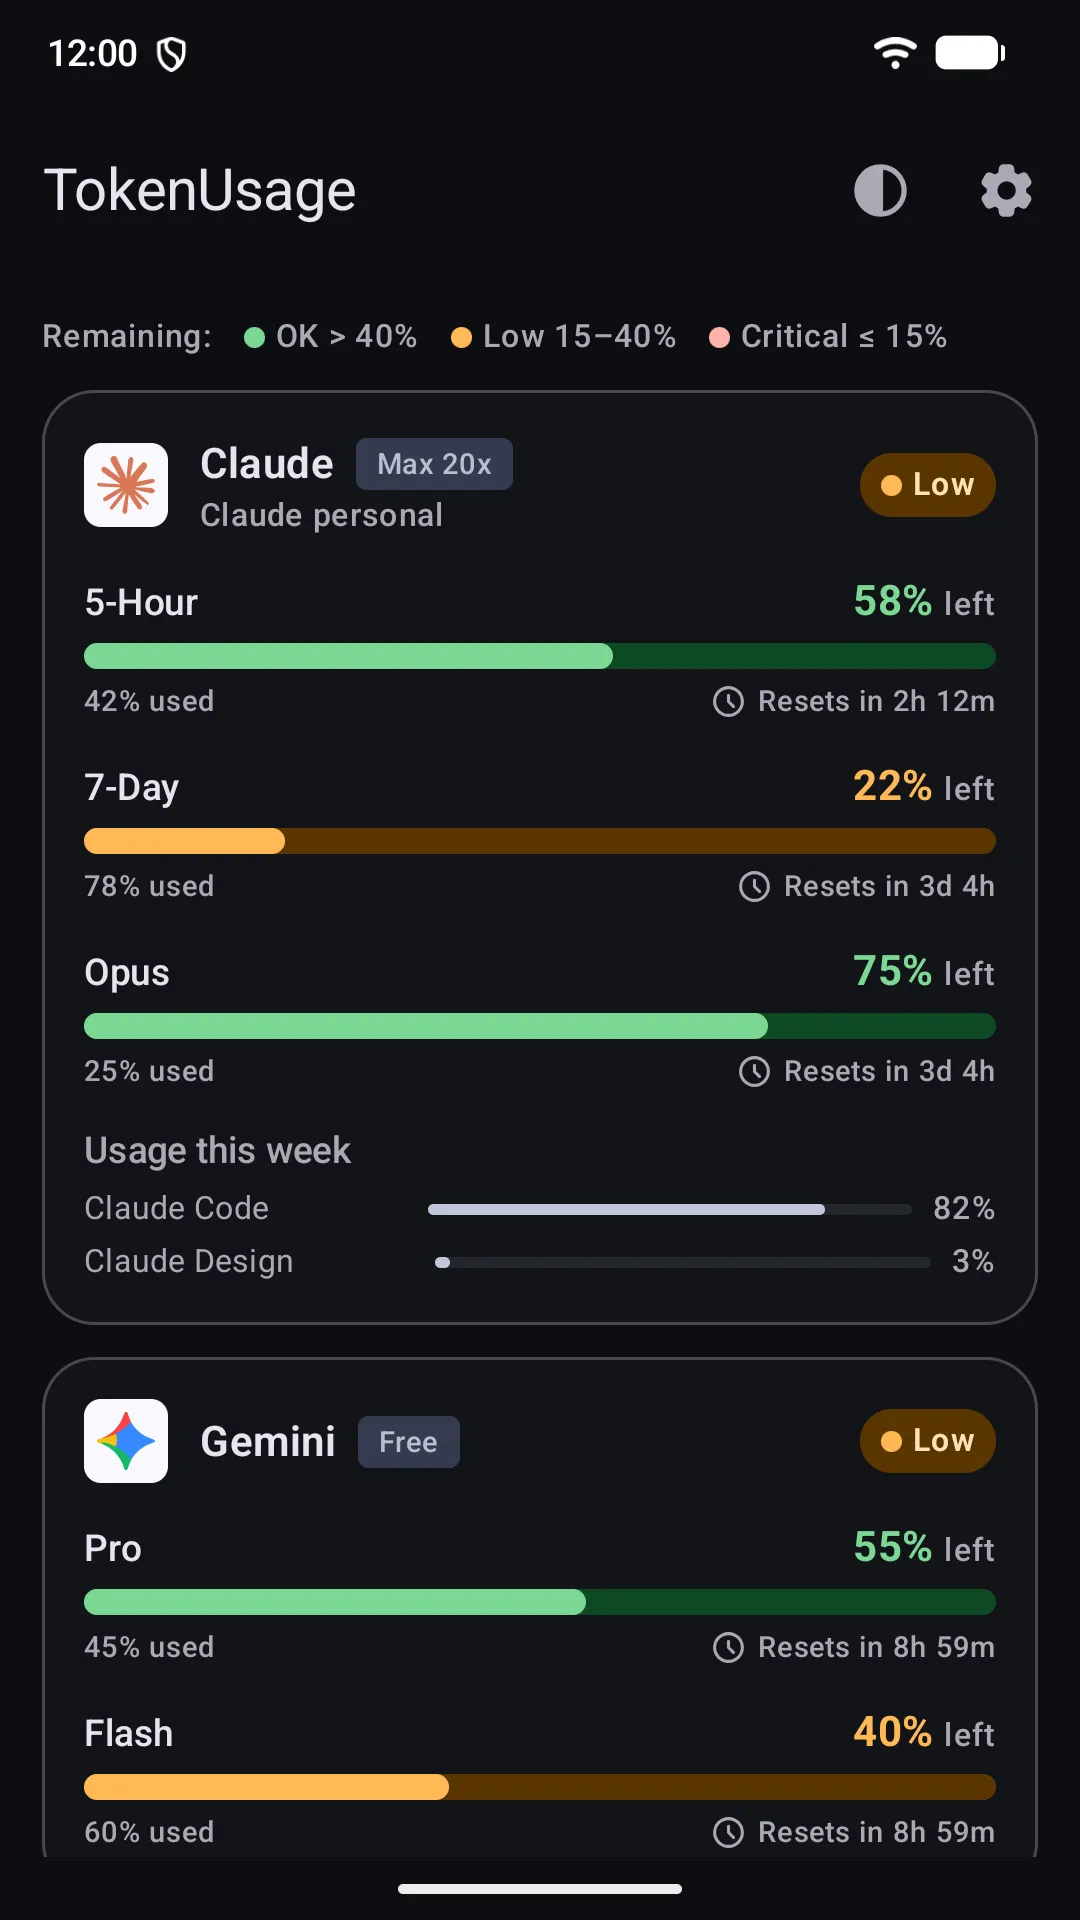 12:00
TokenUsage
Remaining: OK > 40% Low 15–40% Critical ≤ 15%
Claude Max 20x
Claude personal
Low
5-Hour 58% left
42% used Resets in 2h 12m
7-Day 22% left
78% used Resets in 3d 4h
Opus 75% left
25% used Resets in 3d 4h
Usage this week
Claude Code 82%
Claude Design 3%
Gemini Free Low
Pro 55% left
45% used Resets in 8h 59m
Flash 40% left
60% used Resets in 8h 59m